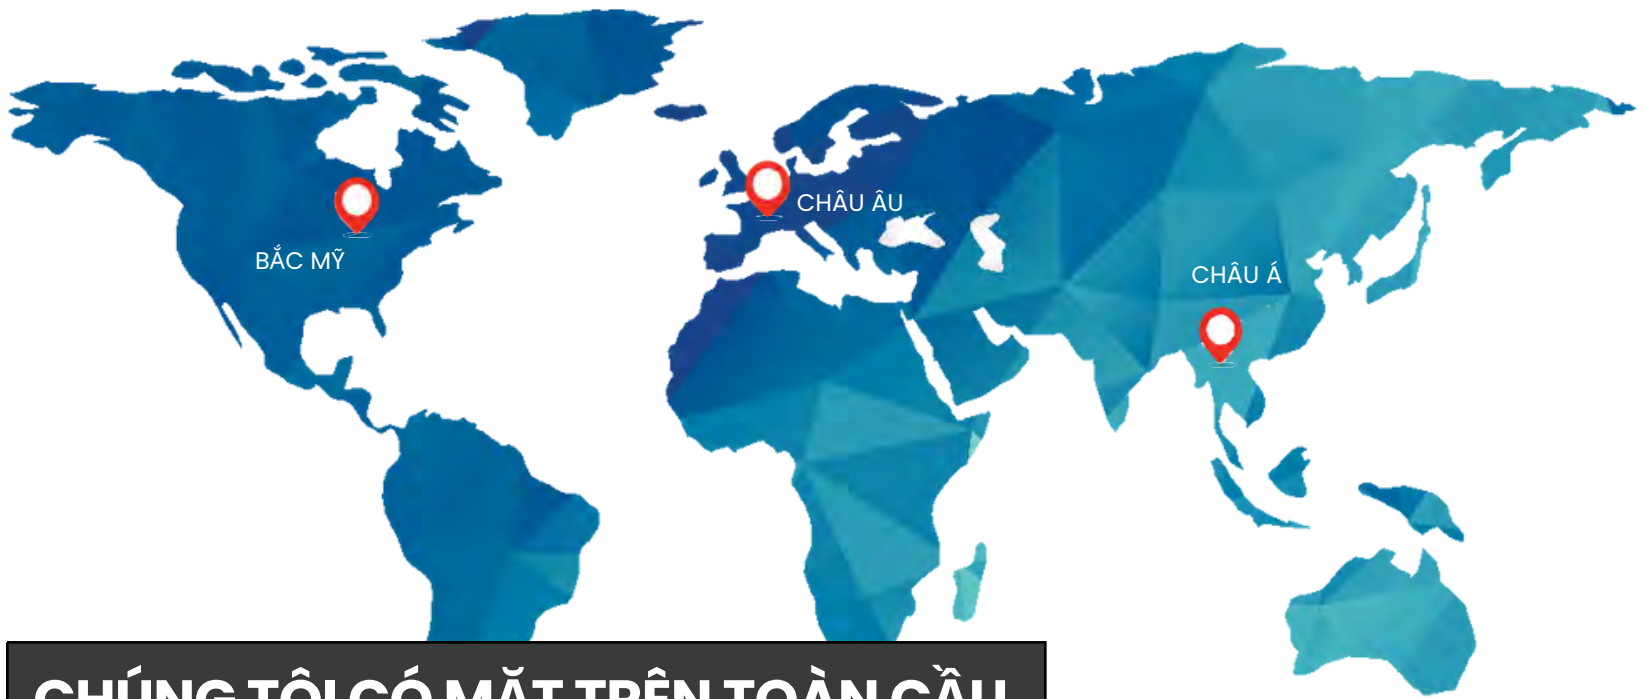 CHÂU ÂU
BẮC MỸ
CHÂU Á
CHÚNG TÔI CÓ MẶT TRÊN TOÀN CẦU